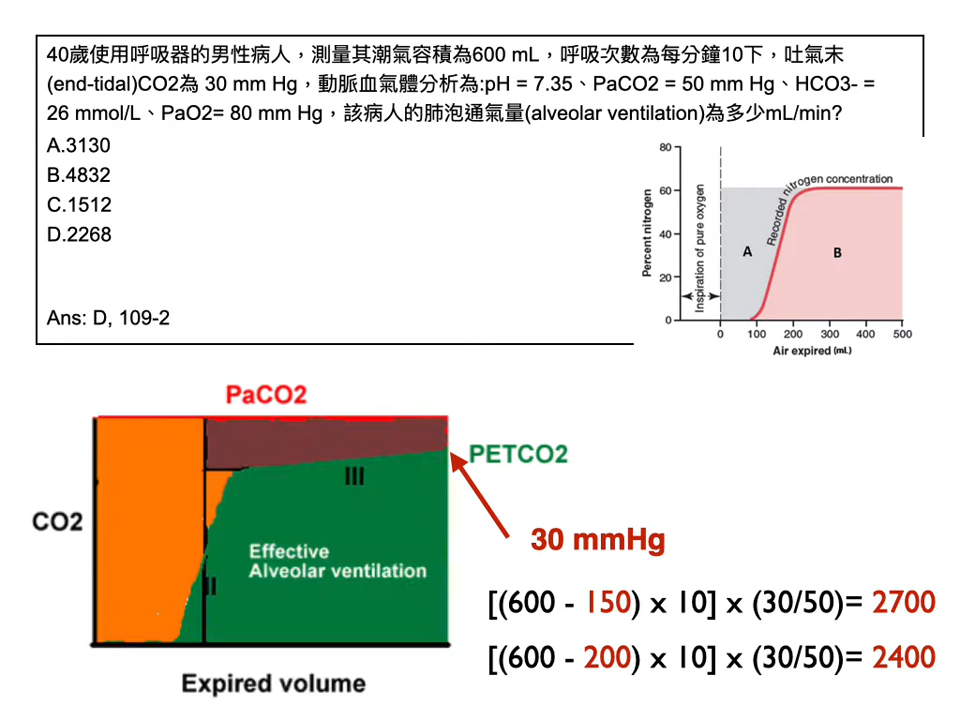 40歲使用呼吸器的男性病人，測量其潮氣容積為600 mL，呼吸次數為每分鐘10下，吐氣末
(end-tidal)CO2為 30 mm Hg，動脈血氣體分析為:pH = 7.35、PaCO2 = 50 mm Hg、HCO3- =
26 mmol/L、PaO2= 80 mm Hg，該病人的肺泡通氣量(alveolar ventilation)為多少mL/min?
A.3130
B.4832
C.1512
D.2268
Ans: D, 109-2
Percent nitrogen
80
60
40
20
0
Inspiration of pure oxygen
Recorded nitrogen concentration
A
B
0 100 200 300 400 500
Air expired (mL)
PaCO2
PETCO2
CO2
III
II
Effective
Alveolar ventilation
Expired volume
30 mmHg
[(600 - 150) x 10] x (30/50)= 2700
[(600 - 200) x 10] x (30/50)= 2400